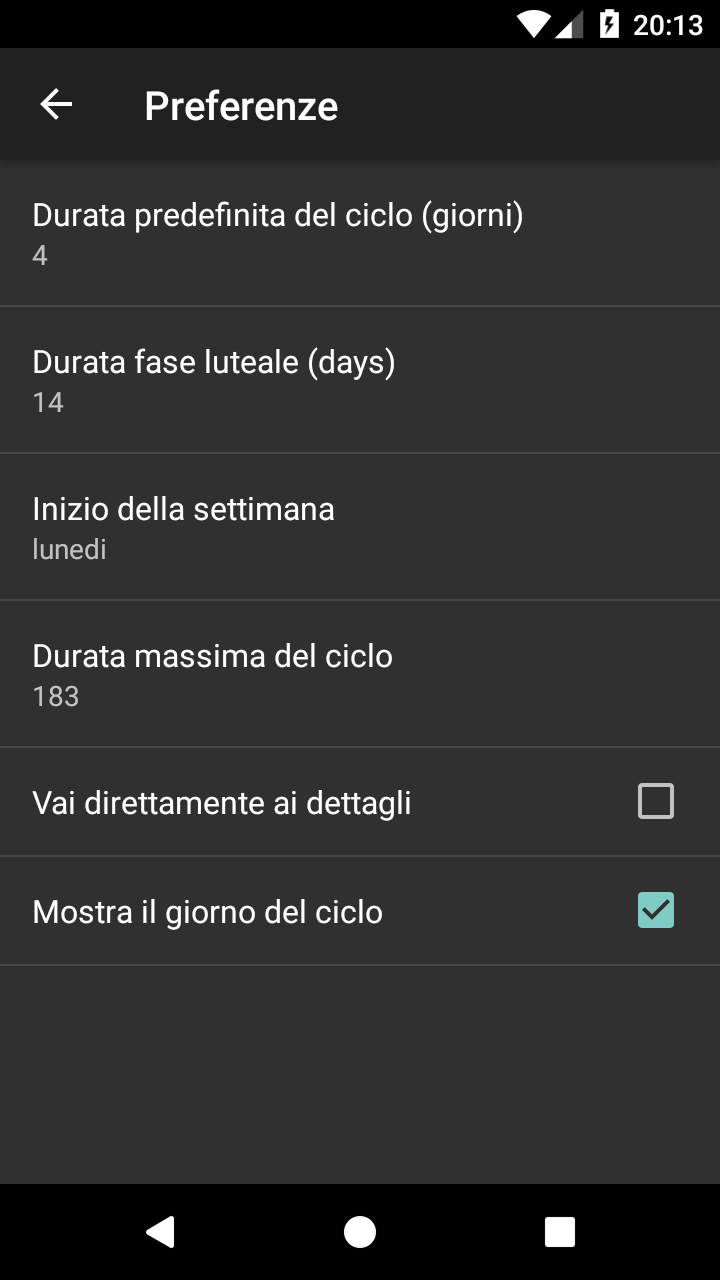 20:13
Preferenze
Durata predefinita del ciclo (giorni)
4
Durata fase luteale (days)
14
Inizio della settimana
lunedi
Durata massima del ciclo
183
Vai direttamente ai dettagli
Mostra il giorno del ciclo